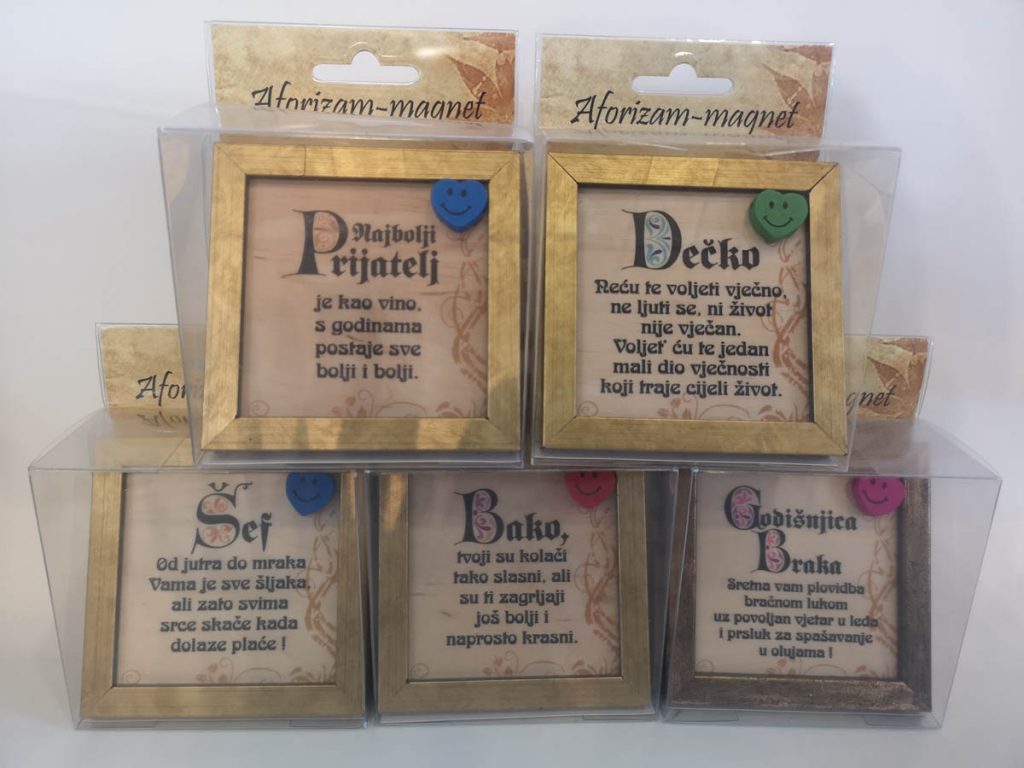 Aforizam-magnet
Najbolji
Prijatelj
je kao vino,
s godinama
postaje sve
bolji i bolji.
Aforizam-magnet
Dečko
Neću te voljeti vječno,
ne ljuti se, ni život
nije vječan.
Voljet' ću te jedan
mali dio vječnosti
koji traje cijeli život.
Šef
Od jutra do mraka
Vama je sve šljaka,
ali zato svima
srce skače kada
dolaze plaće !
Bako,
tvoji su kolači
tako slasni, ali
su ti zagrljaji
još bolji i
naprosto krasni.
Godišnjica
Braka
Sretna vam plovidba
bračnom lukom
uz povoljan vjetar u leđa
i prsluk za spašavanje
u olujama !